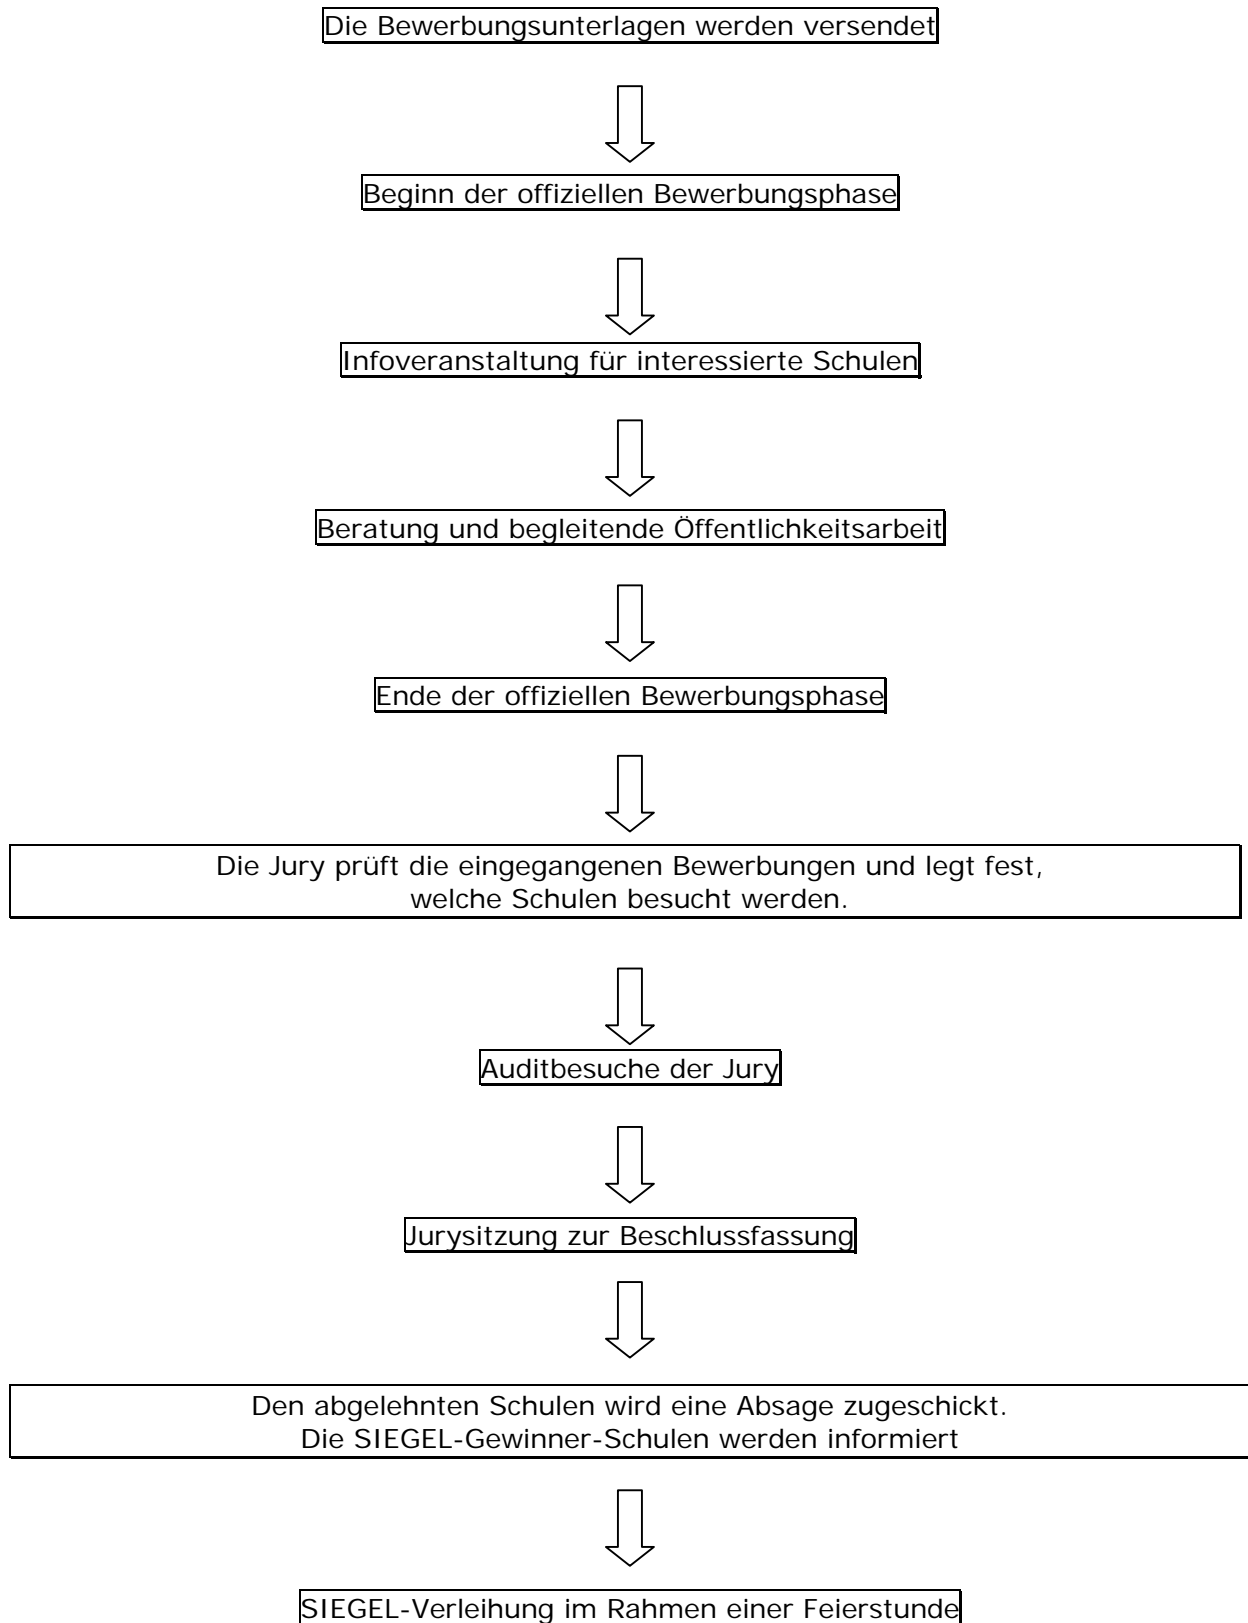 Die Bewerbungsunterlagen werden versendet
Beginn der offiziellen Bewerbungsphase
Infoveranstaltung für interessierte Schulen
Beratung und begleitende Öffentlichkeitsarbeit
Ende der offiziellen Bewerbungsphase
Die Jury prüft die eingegangenen Bewerbungen und legt fest,
welche Schulen besucht werden.
Auditbesuche der Jury
Jurysitzung zur Beschlussfassung
Den abgelehnten Schulen wird eine Absage zugeschickt.
Die SIEGEL-Gewinner-Schulen werden informiert
SIEGEL-Verleihung im Rahmen einer Feierstunde